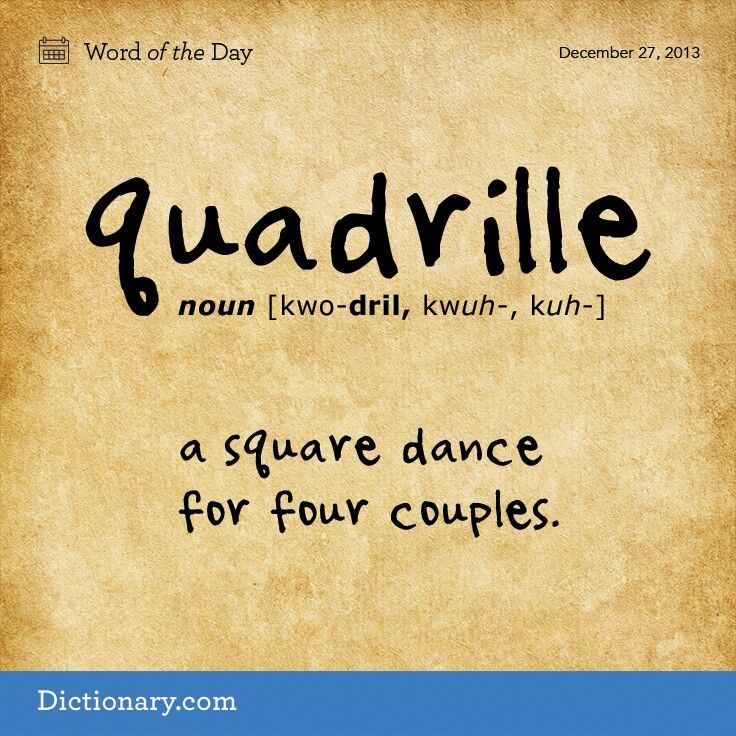 Word of the Day
December 27, 2013
quadrille
noun [kwo-dril, kwuh-, kuh-]
a square dance
for four couples.
Dictionary.com